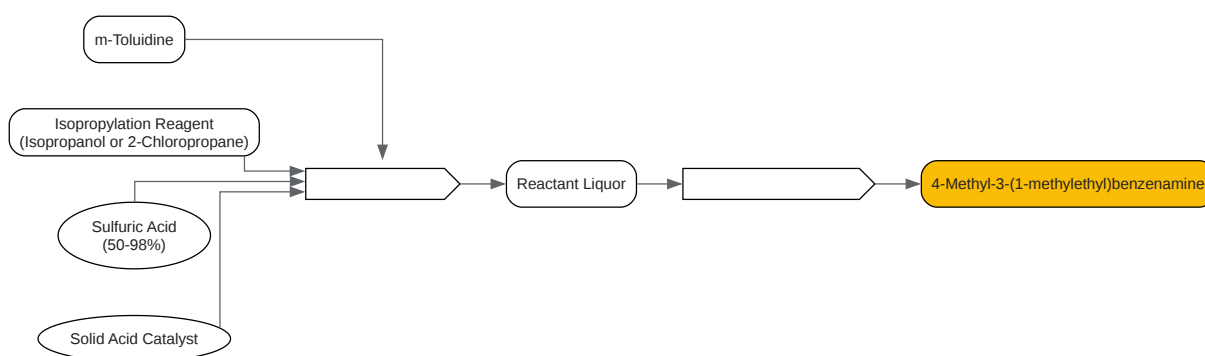 m-Toluidine
Isopropylation Reagent
(Isopropanol or 2-Chloropropane)
Reactant Liquor
4-Methyl-3-(1-methylethyl)benzenamine
Sulfuric Acid
(50-98%)
Solid Acid Catalyst